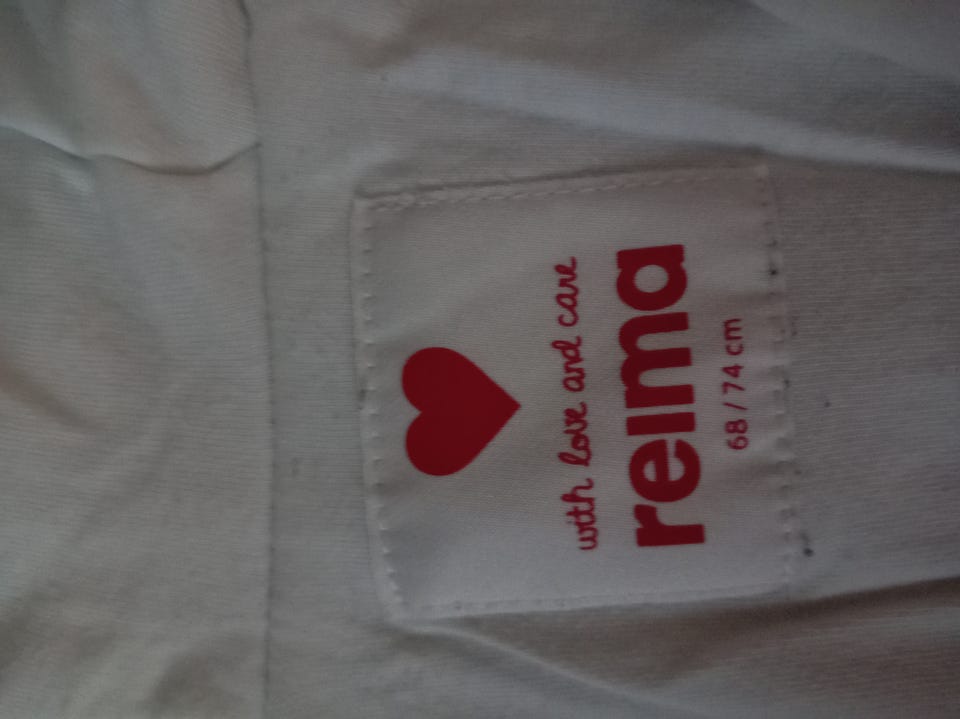 with love and care
reima
68 / 74 cm